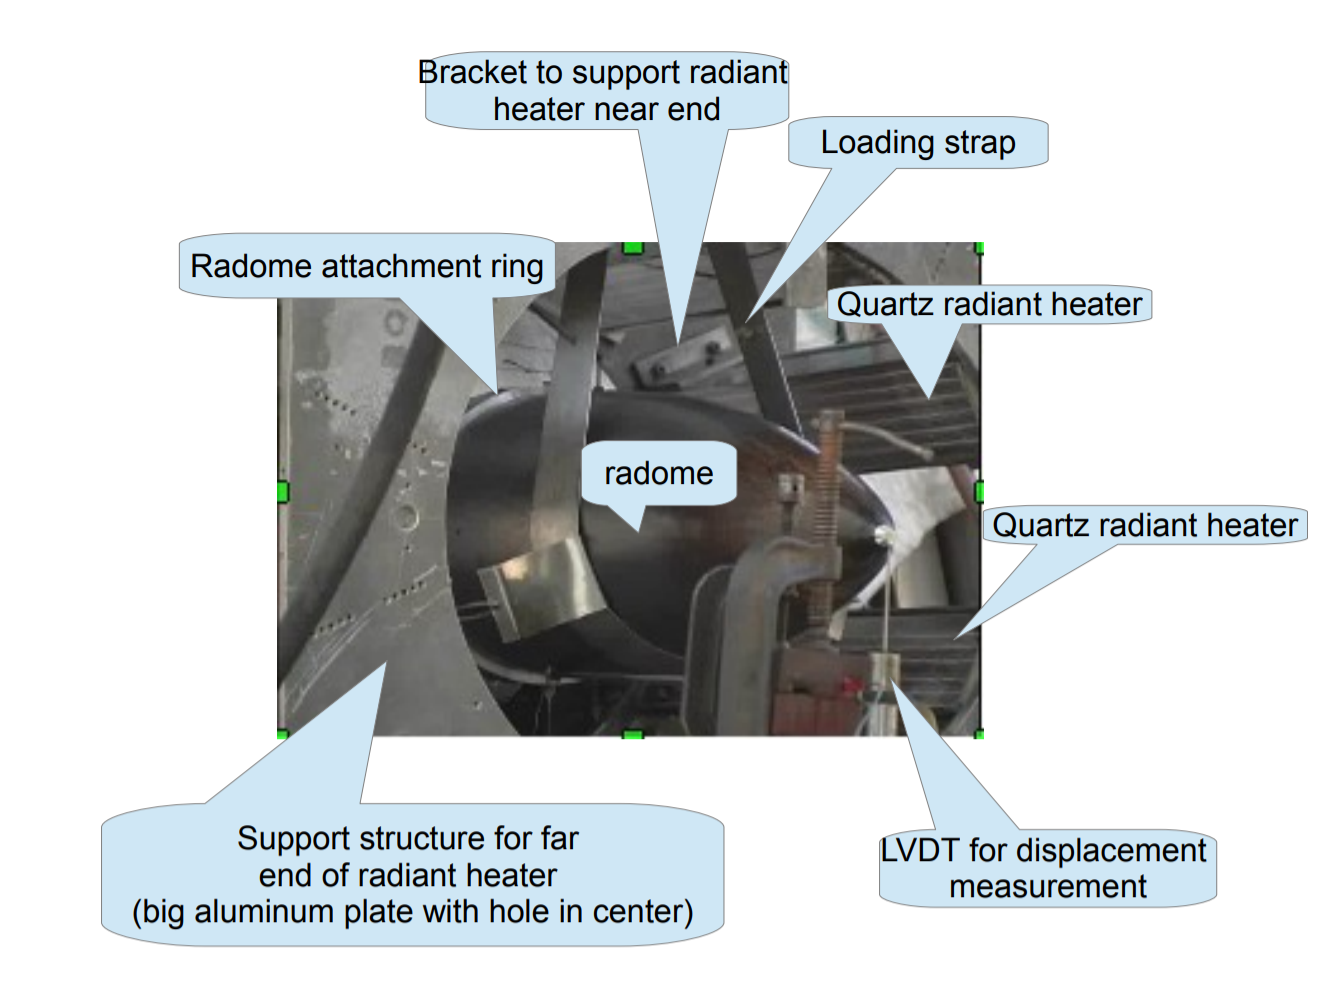 Bracket to support radiant
heater near end
Loading strap
Radome attachment ring
Quartz radiant heater
radome
Quartz radiant heater
Support structure for far
end of radiant heater
(big aluminum plate with hole in center)
LVDT for displacement
measurement